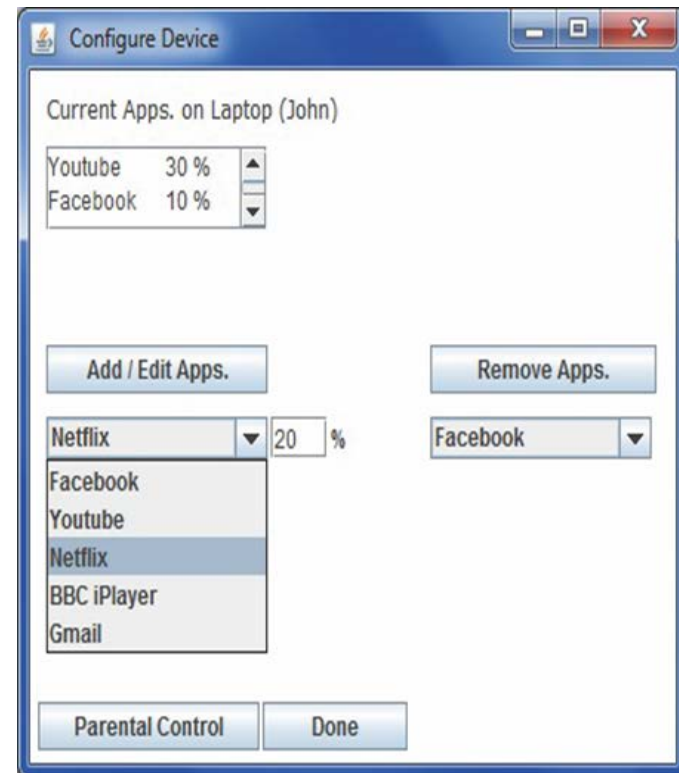 Configure Device
Current Apps. on Laptop (John)
Youtube 30 %
Facebook 10 %
Add / Edit Apps. Remove Apps.
Netflix 20 % Facebook
Facebook
Youtube
Netflix
BBC iPlayer
Gmail
Parental Control Done